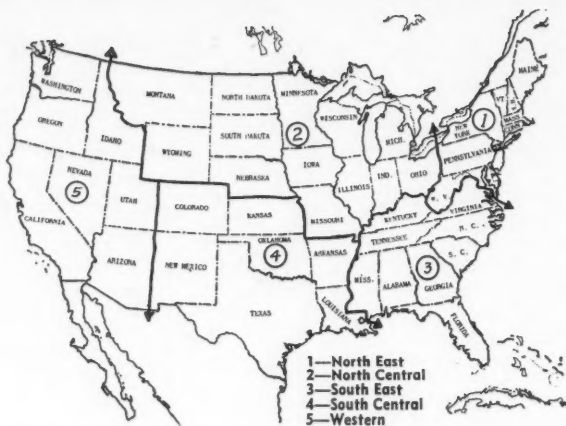 WASHINGTON
MONTANA
NORTH DAKOTA
MINNESOTA
MAINE
OREGON
IDAHO
WYOMING
SOUTH DAKOTA
2
WISCONSIN
MICH.
VT.
1
NEW YORK
MASS
NEVADA
5
UTAH
NEBRASKA
IOWA
ILLINOIS
IND.
OHIO
PENNSYLVANIA
CALIFORNIA
COLORADO
KANSAS
MISSOURI
KENTUCKY
VIRGINIA
ARIZONA
NEW MEXICO
OKLAHOMA
4
ARKANSAS
TENNESSEE
N. C.
S. C.
TEXAS
LOUISIANA
MISS.
ALABAMA
3
GEORGIA
FLORIDA
1—North East
2—North Central
3—South East
4—South Central
5—Western